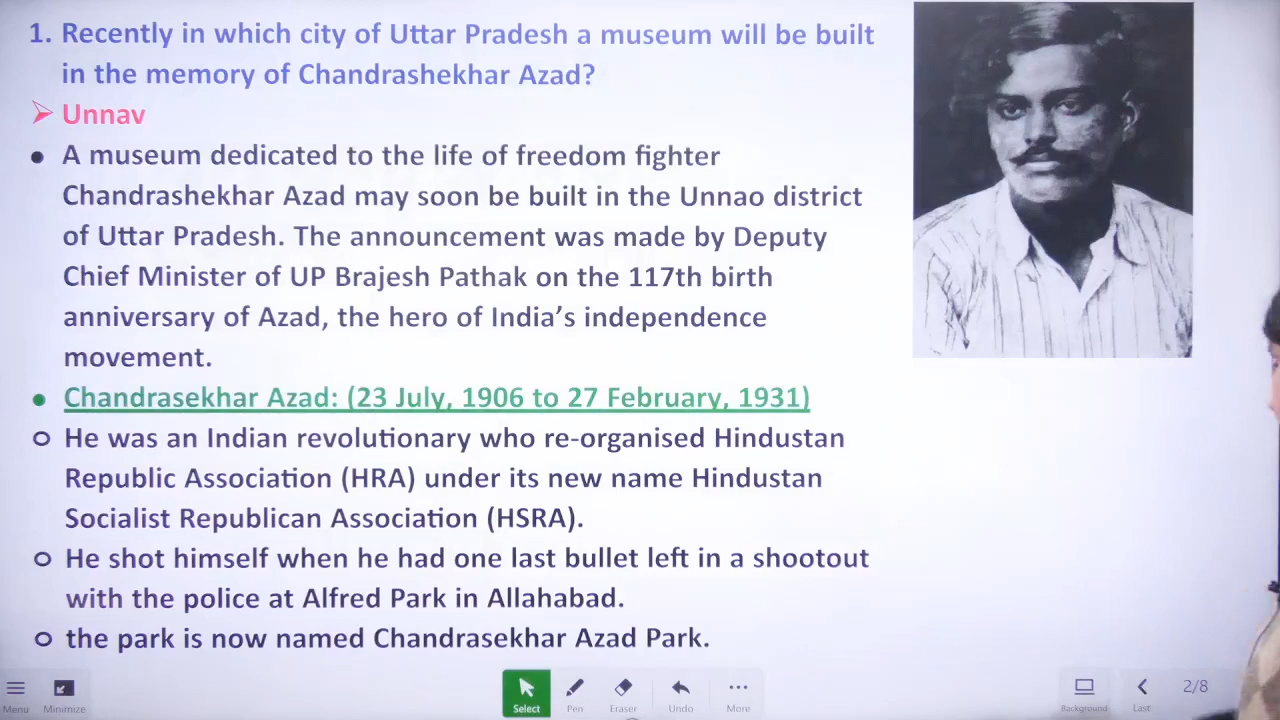 1. Recently in which city of Uttar Pradesh a museum will be built
in the memory of Chandrashekhar Azad?
➢ Unnav
• A museum dedicated to the life of freedom fighter
Chandrashekhar Azad may soon be built in the Unnao district
of Uttar Pradesh. The announcement was made by Deputy
Chief Minister of UP Brajesh Pathak on the 117th birth
anniversary of Azad, the hero of India’s independence
movement.
• Chandrasekhar Azad: (23 July, 1906 to 27 February, 1931)
o He was an Indian revolutionary who re-organised Hindustan
Republic Association (HRA) under its new name Hindustan
Socialist Republican Association (HSRA).
o He shot himself when he had one last bullet left in a shootout
with the police at Alfred Park in Allahabad.
o the park is now named Chandrasekhar Azad Park.
Menu Minimize Select Pen Eraser Undo More Background Last 2/8